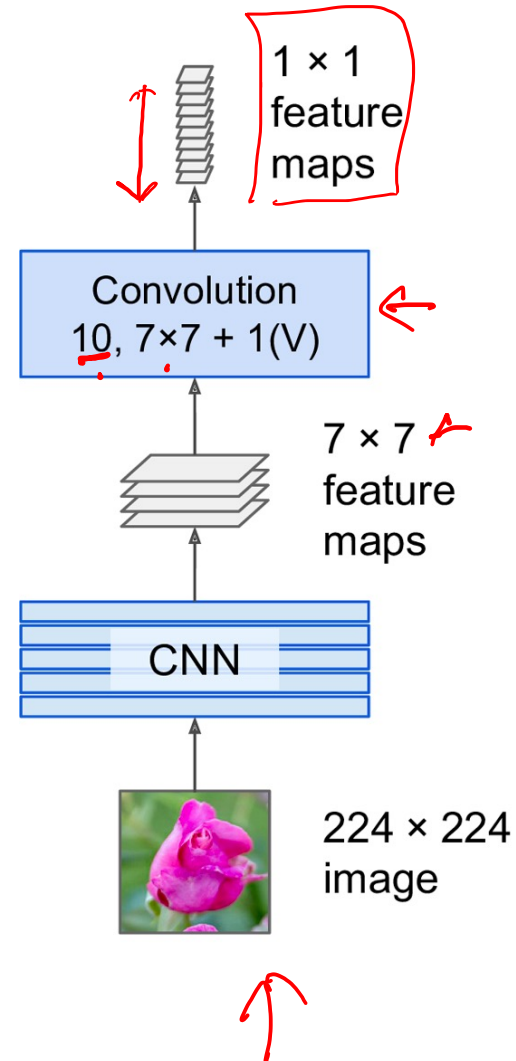 1 × 1
feature
maps
Convolution
10, 7×7 + 1(V)
7 × 7
feature
maps
CNN
224 × 224
image